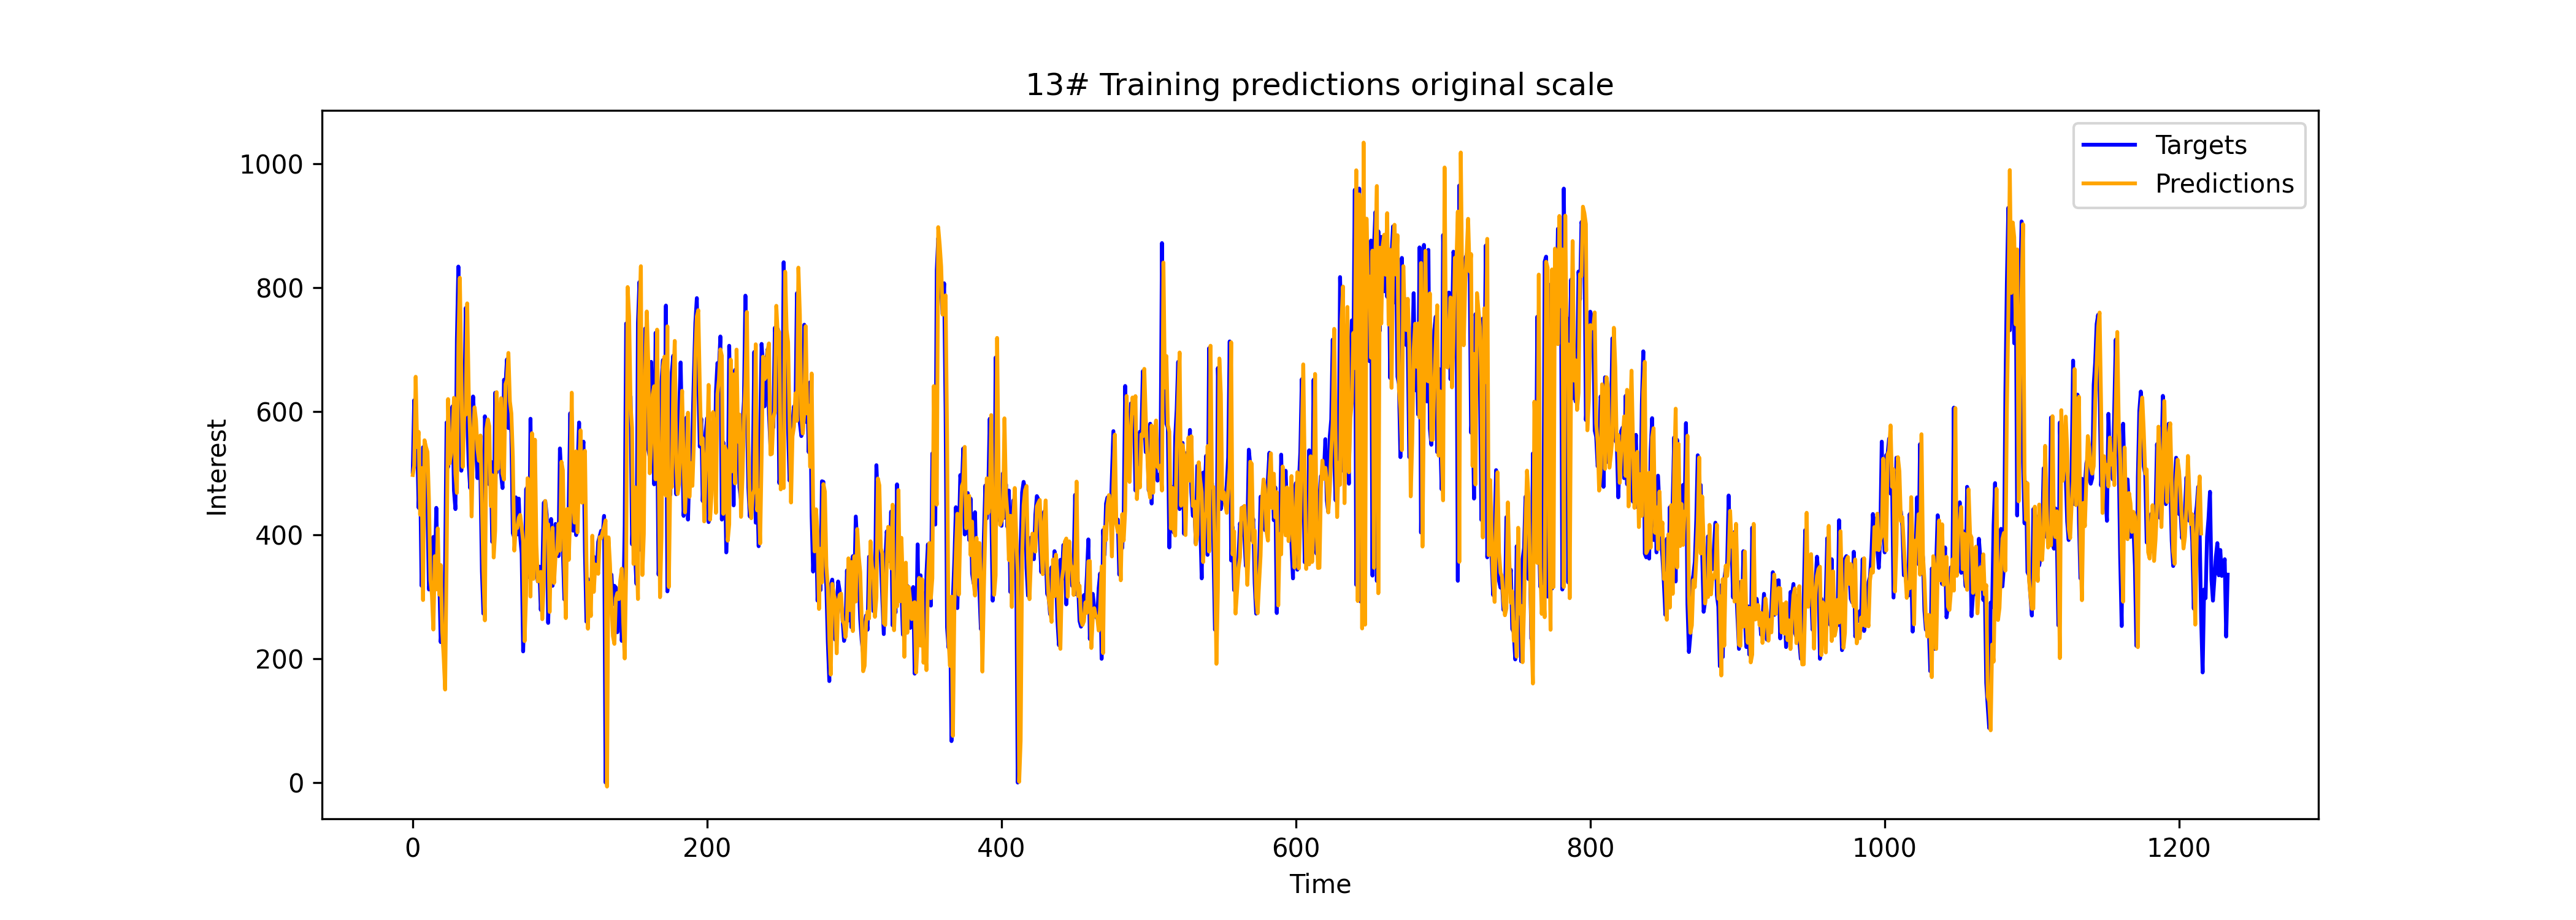 13# Training predictions original scale
Targets
Predictions
Interest
1000
800
600
400
200
0
0 200 400 600 800 1000 1200
Time